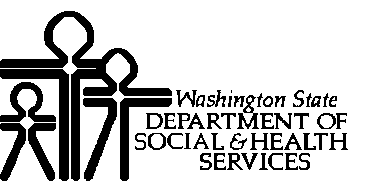 Washington State
DEPARTMENT OF
SOCIAL & HEALTH
SERVICES